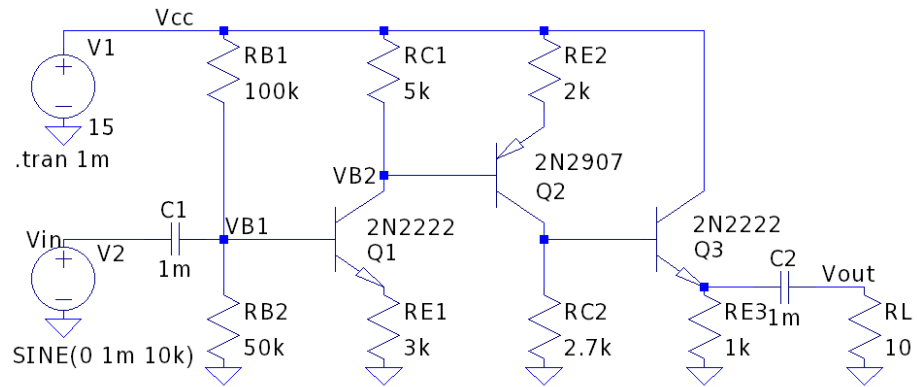 Vcc
V1
15
.tran 1m
RB1
100k
RC1
5k
RE2
2k
2N2907
Q2
VB2
Vin
V2
C1
1m
VB1
2N2222
Q1
2N2222
Q3
C2
1m
Vout
SINE(0 1m 10k)
RB2
50k
RE1
3k
RC2
2.7k
RE3
1k
RL
10